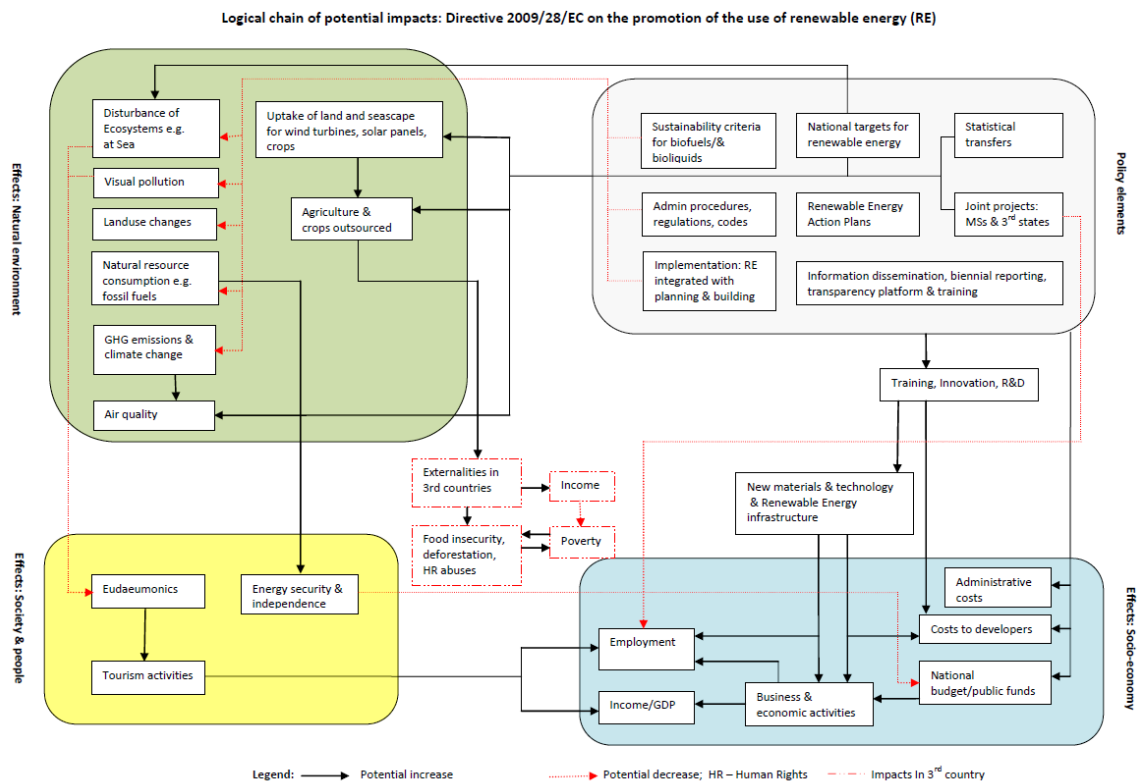 Logical chain of potential impacts: Directive 2009/28/EC on the promotion of the use of renewable energy (RE)
Effects: Natural environment
Disturbance of
Ecosystems e.g.
at Sea
Visual pollution
Landuse changes
Natural resource
consumption e.g.
fossil fuels
GHG emissions &
climate change
Air quality
Uptake of land and seascape
for wind turbines, solar panels,
crops
Agriculture &
crops outsourced
Policy elements
Sustainability criteria
for biofuels/&
bioliquids
National targets for
renewable energy
Statistical
transfers
Admin procedures,
regulations, codes
Renewable Energy
Action Plans
Joint projects:
MSs & 3rd states
Implementation: RE
integrated with
planning & building
Information dissemination, biennial reporting,
transparency platform & training
Training, Innovation, R&D
New materials & technology
& Renewable Energy
infrastructure
Externalities in
3rd countries
Income
Food insecurity,
deforestation,
HR abuses
Poverty
Effects: Society & people
Eudaeumonics
Energy security &
independence
Tourism activities
Effects: Socio-economy
Administrative
costs
Costs to developers
Employment
National
budget/public funds
Income/GDP
Business &
economic activities
Legend: Potential increase Potential decrease; HR – Human Rights Impacts In 3rd country